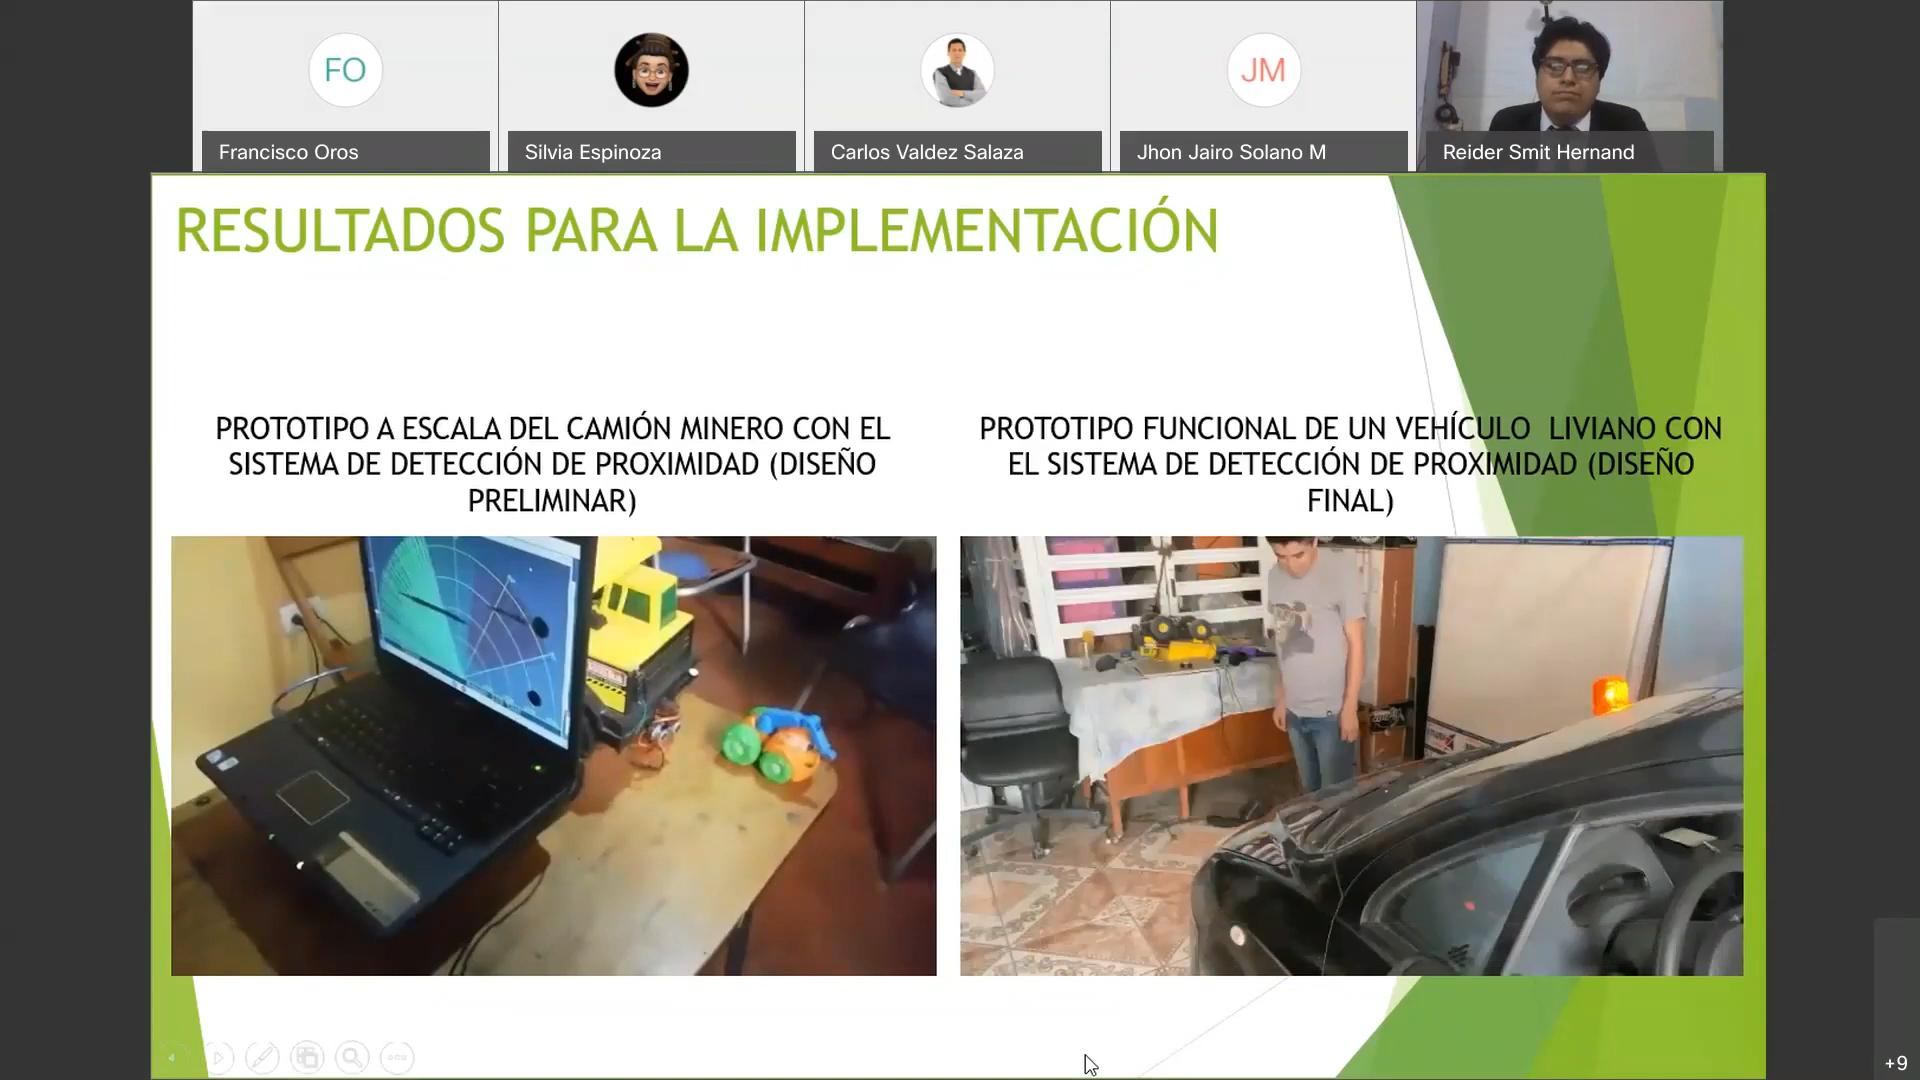 FO
JM
Francisco Oros
Silvia Espinoza
Carlos Valdez Salaza
Jhon Jairo Solano M
Reider Smit Hernand
RESULTADOS PARA LA IMPLEMENTACIÓN
PROTOTIPO A ESCALA DEL CAMIÓN MINERO CON EL
SISTEMA DE DETECCIÓN DE PROXIMIDAD (DISEÑO
PRELIMINAR)
PROTOTIPO FUNCIONAL DE UN VEHÍCULO  LIVIANO CON
EL SISTEMA DE DETECCIÓN DE PROXIMIDAD (DISEÑO
FINAL)
+9